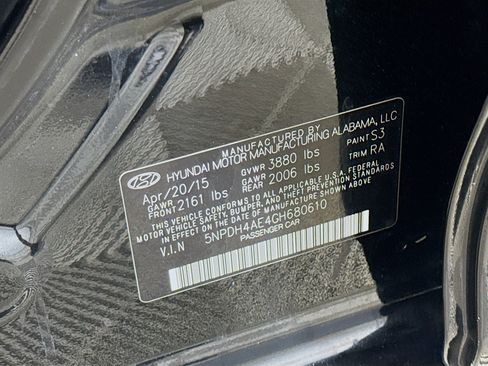 MANUFACTURED BY
HYUNDAI MOTOR MANUFACTURING ALABAMA, LLC
Apr/20/15 GVWR 3880 lbs PAINT S3
GAWR FRONT 2161 lbs GAWR REAR 2006 lbs TRIM RA
THIS VEHICLE CONFORMS TO ALL APPLICABLE U.S.A. FEDERAL
MOTOR VEHICLE SAFETY, BUMPER, AND THEFT PREVENTION STANDARDS
IN EFFECT ON THE DATE OF MANUFACTURE SHOWN ABOVE.
V.I.N 5NPDH4AE4GH680610
PASSENGER CAR